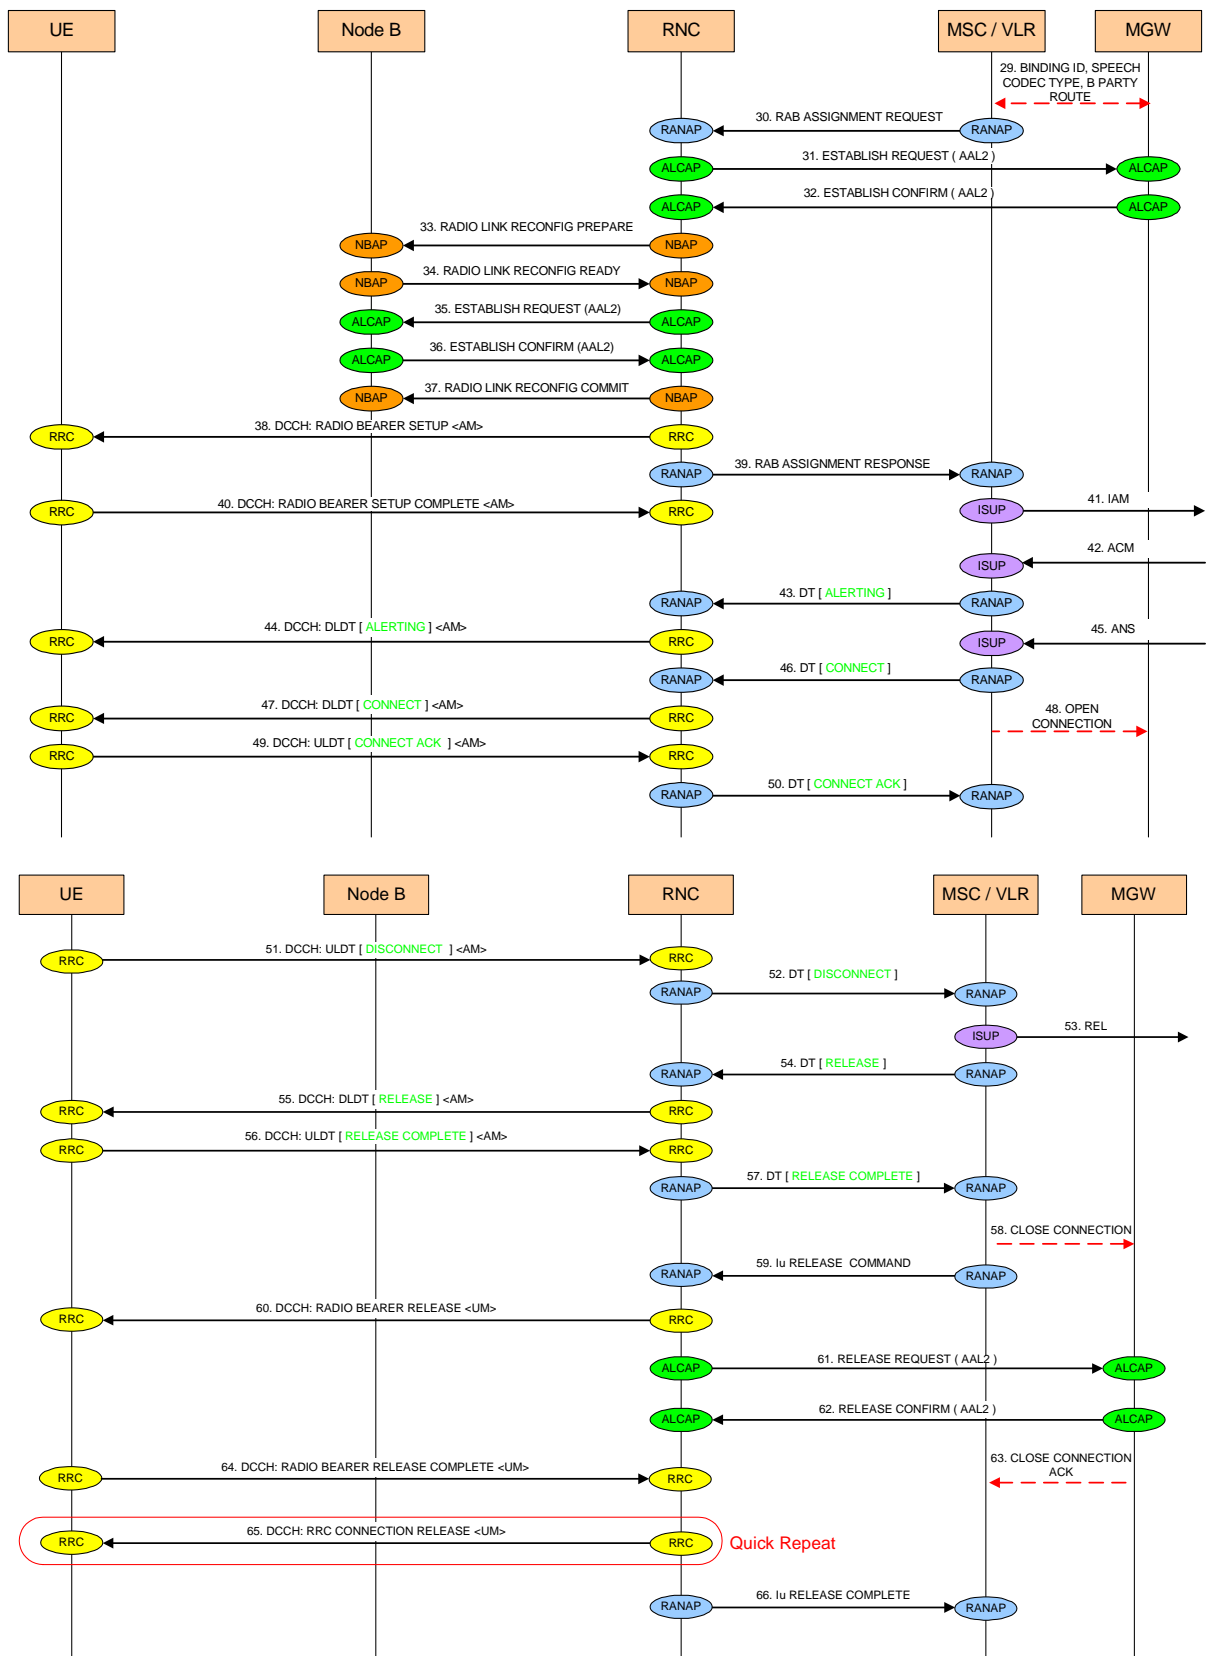 UE
Node B
RNC
MSC / VLR
MGW
29. BINDING ID, SPEECH
CODEC TYPE, B PARTY
ROUTE
30. RAB ASSIGNMENT REQUEST
RANAP
RANAP
31. ESTABLISH REQUEST ( AAL2 )
ALCAP
ALCAP
32. ESTABLISH CONFIRM ( AAL2 )
ALCAP
ALCAP
33. RADIO LINK RECONFIG PREPARE
NBAP
NBAP
34. RADIO LINK RECONFIG READY
NBAP
NBAP
35. ESTABLISH REQUEST (AAL2)
ALCAP
ALCAP
36. ESTABLISH CONFIRM (AAL2)
ALCAP
ALCAP
37. RADIO LINK RECONFIG COMMIT
NBAP
NBAP
38. DCCH: RADIO BEARER SETUP <AM>
RRC
RRC
39. RAB ASSIGNMENT RESPONSE
RANAP
RANAP
40. DCCH: RADIO BEARER SETUP COMPLETE <AM>
RRC
RRC
41. IAM
ISUP
42. ACM
ISUP
43. DT [ ALERTING ]
RANAP
RANAP
44. DCCH: DLDT [ ALERTING ] <AM>
RRC
RRC
45. ANS
ISUP
46. DT [ CONNECT ]
RANAP
RANAP
47. DCCH: DLDT [ CONNECT ] <AM>
RRC
RRC
48. OPEN
CONNECTION
49. DCCH: ULDT [ CONNECT ACK ] <AM>
RRC
RRC
50. DT [ CONNECT ACK ]
RANAP
RANAP
UE
Node B
RNC
MSC / VLR
MGW
51. DCCH: ULDT [ DISCONNECT ] <AM>
RRC
RRC
52. DT [ DISCONNECT ]
RANAP
RANAP
53. REL
ISUP
54. DT [ RELEASE ]
RANAP
RANAP
55. DCCH: DLDT [ RELEASE ] <AM>
RRC
RRC
56. DCCH: ULDT [ RELEASE COMPLETE ] <AM>
RRC
RRC
57. DT [ RELEASE COMPLETE ]
RANAP
RANAP
58. CLOSE CONNECTION
59. Iu RELEASE COMMAND
RANAP
RANAP
60. DCCH: RADIO BEARER RELEASE <UM>
RRC
RRC
61. RELEASE REQUEST ( AAL2 )
ALCAP
ALCAP
62. RELEASE CONFIRM ( AAL2 )
ALCAP
ALCAP
63. CLOSE CONNECTION
ACK
64. DCCH: RADIO BEARER RELEASE COMPLETE <UM>
RRC
RRC
65. DCCH: RRC CONNECTION RELEASE <UM>
RRC
RRC
Quick Repeat
66. Iu RELEASE COMPLETE
RANAP
RANAP